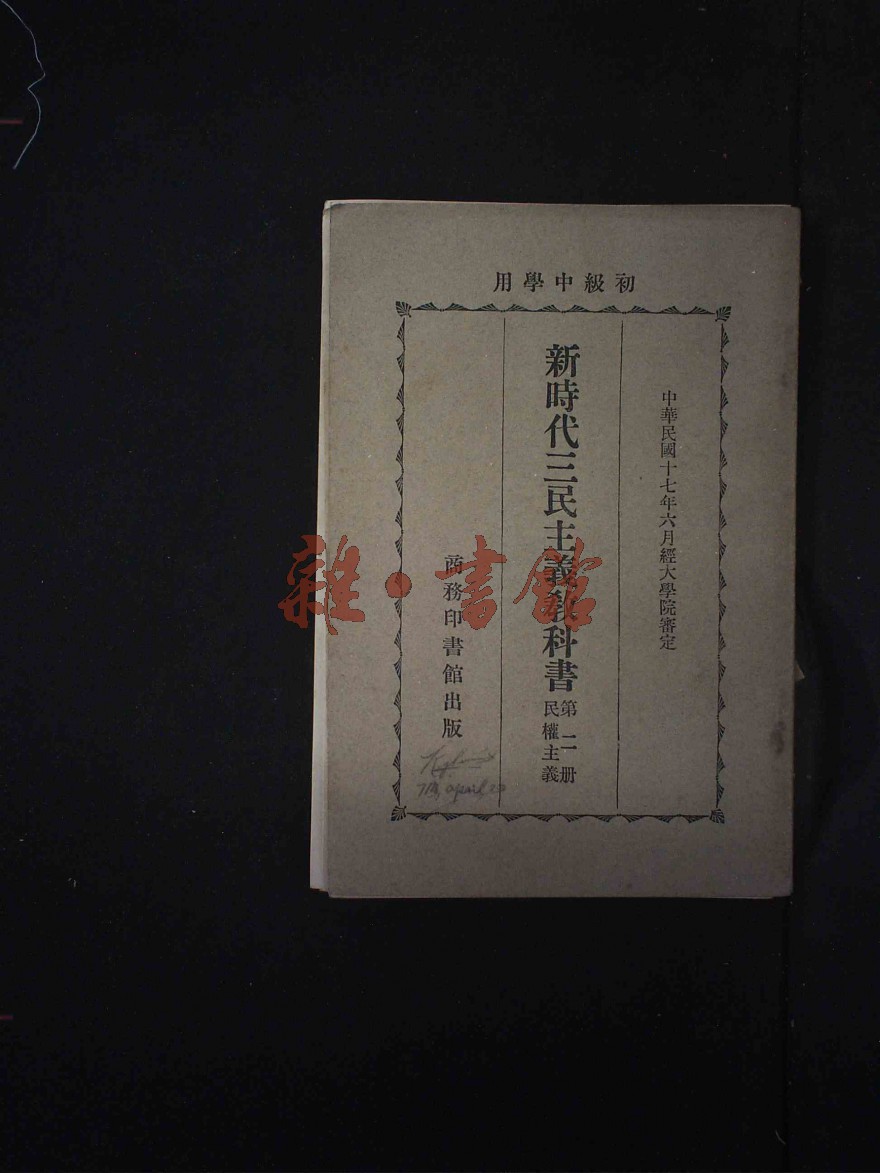 初級中學用
中華民國十七年六月經大學院審定
新時代三民主義教科書
第二册
民權主義
商務印書館出版
雜·書館